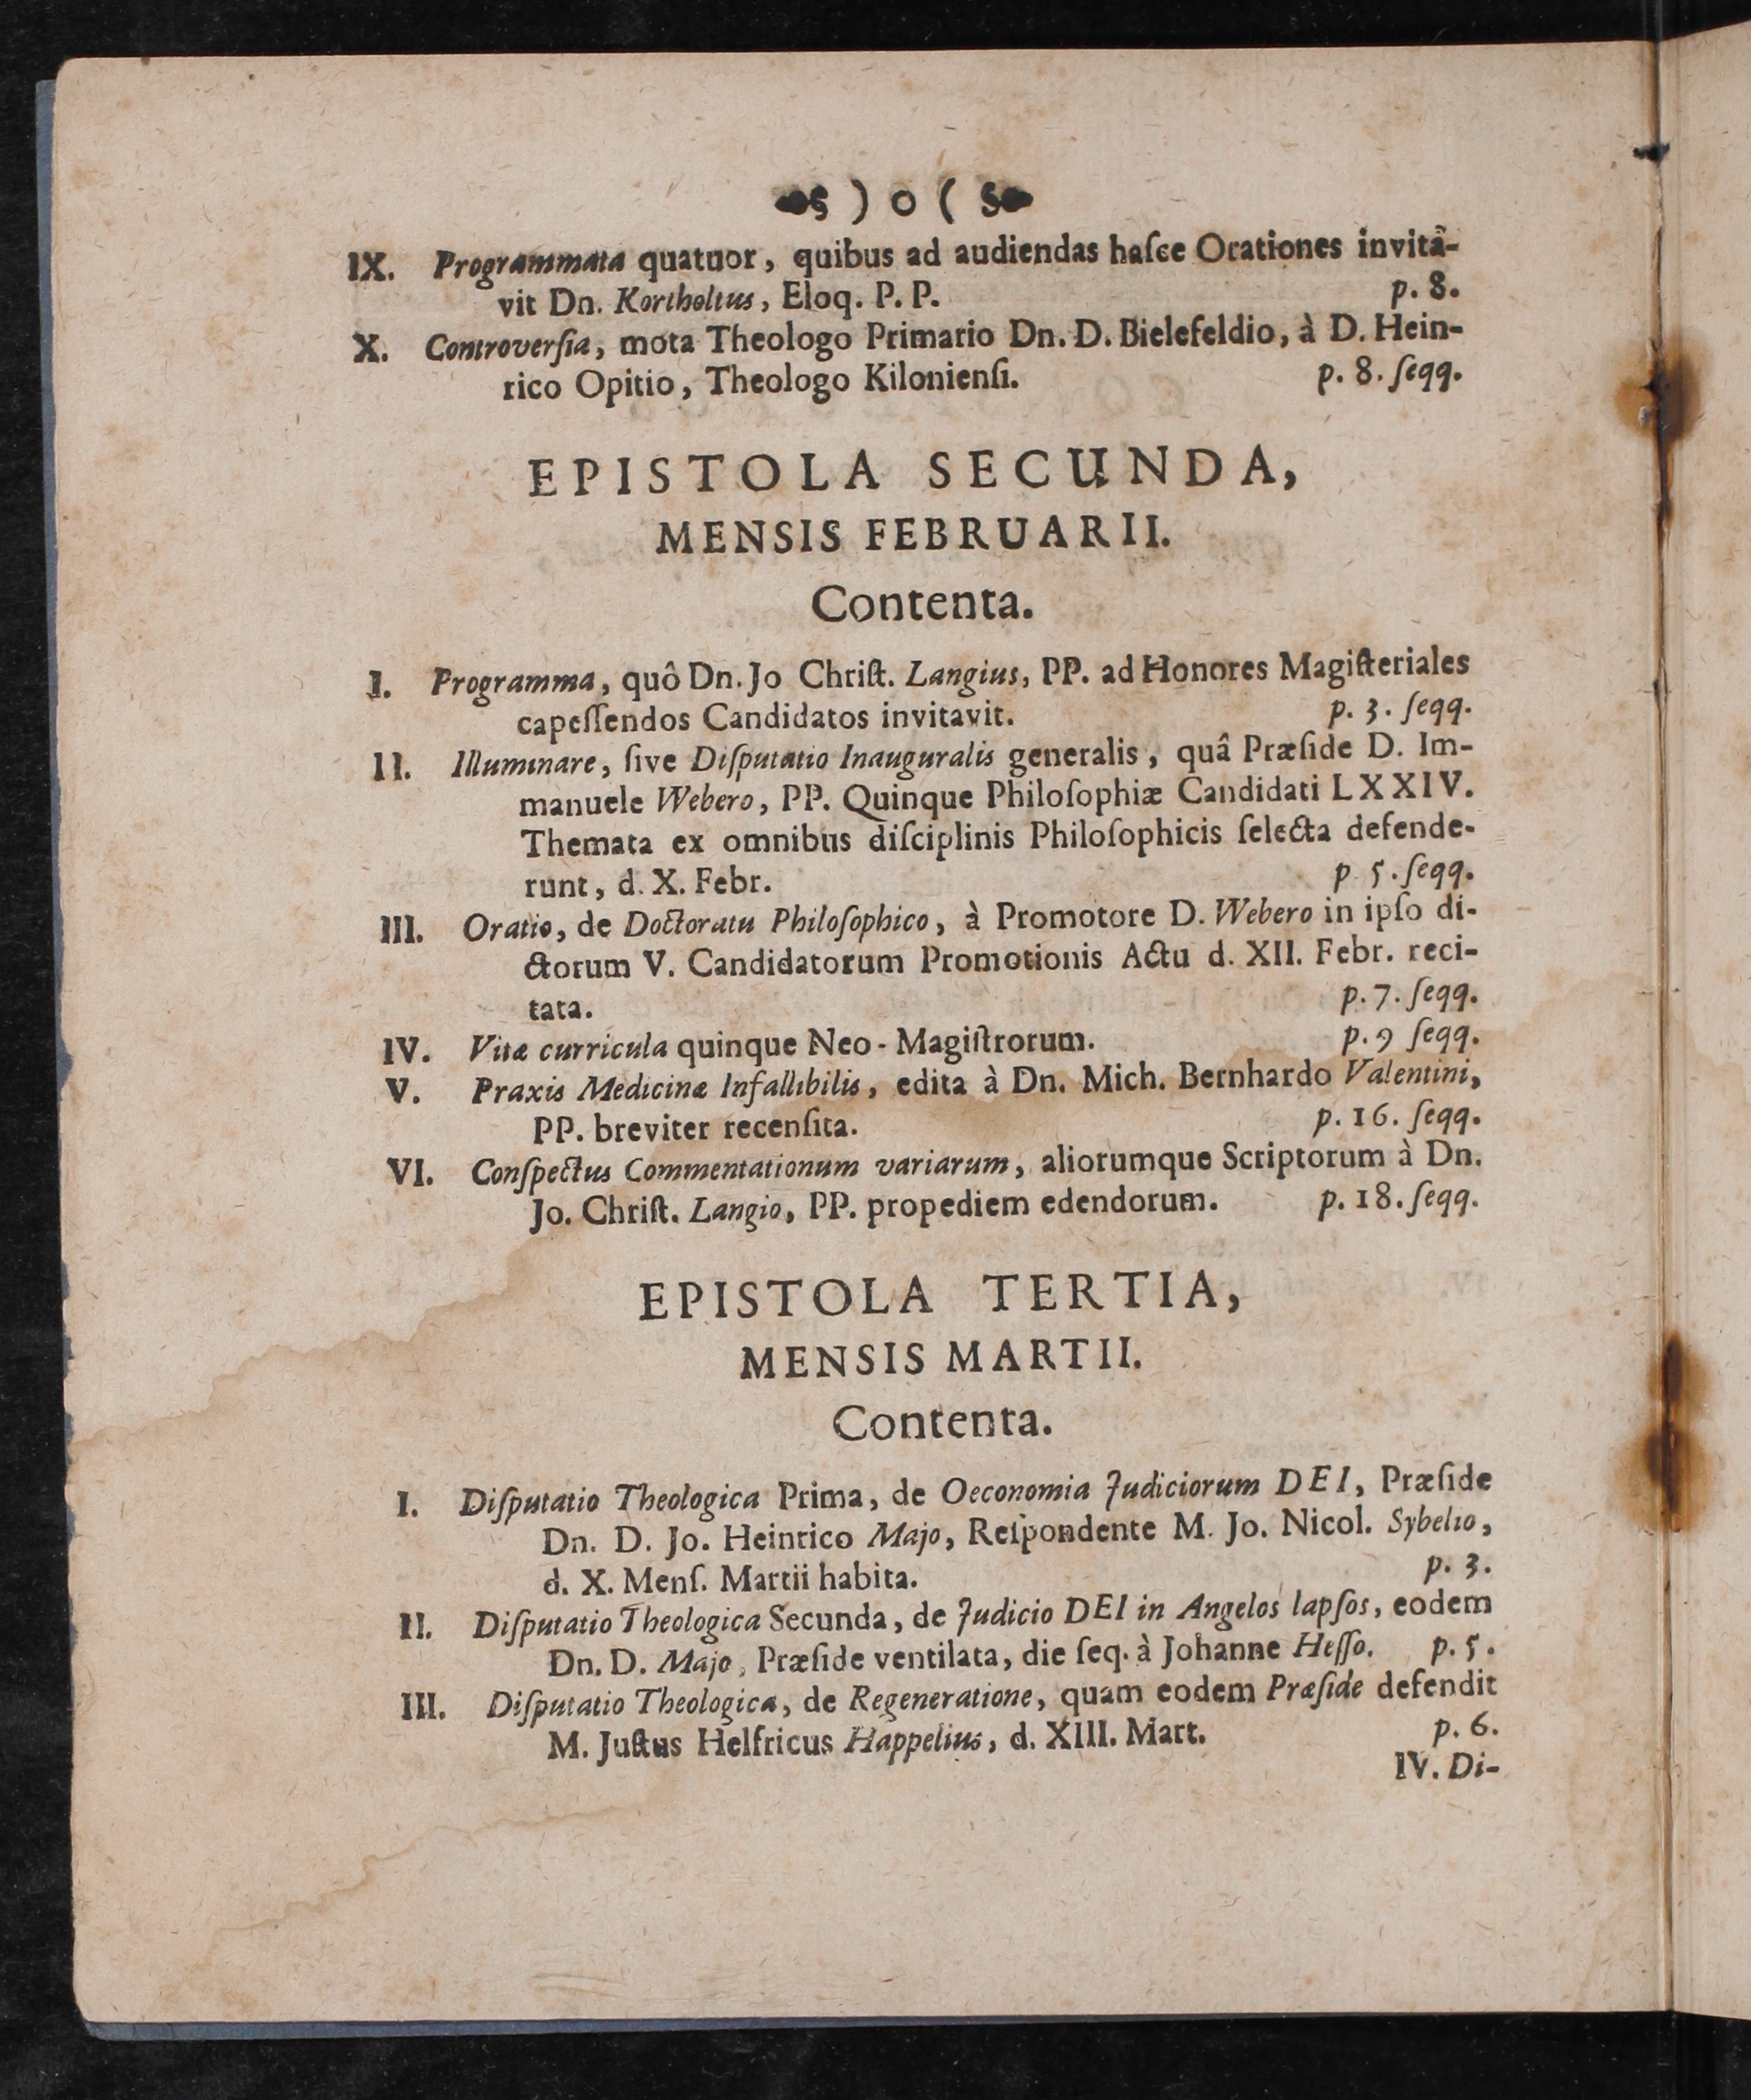 ) o (
IX. Programmata quatuor, quibus ad audiendas haſce Orationes invitâ-
vit Dn. Kortholtus, Eloq. P. P. p. 8.
X. Controverſia, mota Theologo Primario Dn. D. Bielefeldio, à D. Hein-
rico Opitio, Theologo Kilonienſi. p. 8. ſeqq.
EPISTOLA SECUNDA,
MENSIS FEBRUARII.
Contenta.
I. Programma, quô Dn. Jo Chriſt. Langius, PP. ad Honores Magiſteriales
capeſſendos Candidatos invitavit. p. 3. ſeqq.
II. Illuminare, ſive Diſputatio Inauguralis generalis, quâ Præſide D. Im-
manuele Webero, PP. Quinque Philoſophiæ Candidati LXXIV.
Themata ex omnibus diſciplinis Philoſophicis ſelecta defende-
runt, d. X. Febr. p 5. ſeqq.
III. Oratio, de Doctoratu Philoſophico, à Promotore D. Webero in ipſo di-
ctorum V. Candidatorum Promotionis Actu d. XII. Febr. reci-
tata. p. 7. ſeqq.
IV. Vitæ curricula quinque Neo-Magiſtrorum. p. 9 ſeqq.
V. Praxis Medicinæ Infallibilis, edita à Dn. Mich. Bernhardo Valentini,
PP. breviter recenſita. p. 16. ſeqq.
VI. Conſpectus Commentationum variarum, aliorumque Scriptorum à Dn.
Jo. Chriſt. Langio, PP. propediem edendorum. p. 18. ſeqq.
EPISTOLA TERTIA,
MENSIS MARTII.
Contenta.
I. Diſputatio Theologica Prima, de Oeconomia Judiciorum DEI, Præſide
Dn. D. Jo. Heinrico Majo, Reſpondente M. Jo. Nicol. Sybelio,
d. X. Menſ. Martii habita. p. 3.
II. Diſputatio Theologica Secunda, de Judicio DEI in Angelos lapſos, eodem
Dn. D. Majo, Præſide ventilata, die ſeq. à Johanne Heſſo. p. 5.
III. Diſputatio Theologica, de Regeneratione, quam eodem Præſide defendit
M. Juſtus Helfricus Happelius, d. XIII. Mart. p. 6.
IV. Di-